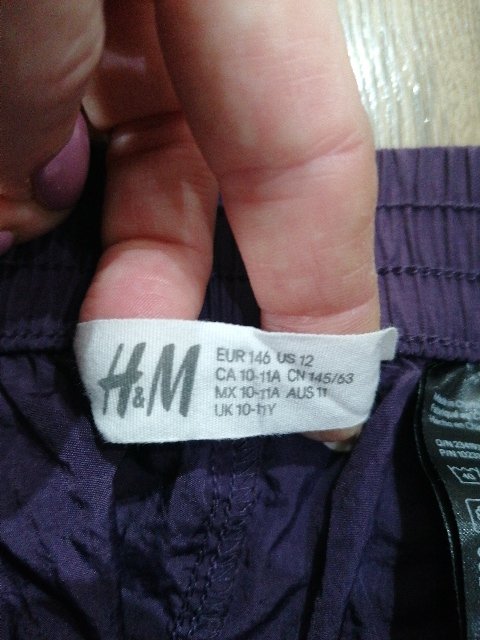 H&M
EUR 146 US 12
CA 10-11A CN 145/63
MX 10-11A AUS 11
UK 10-11Y